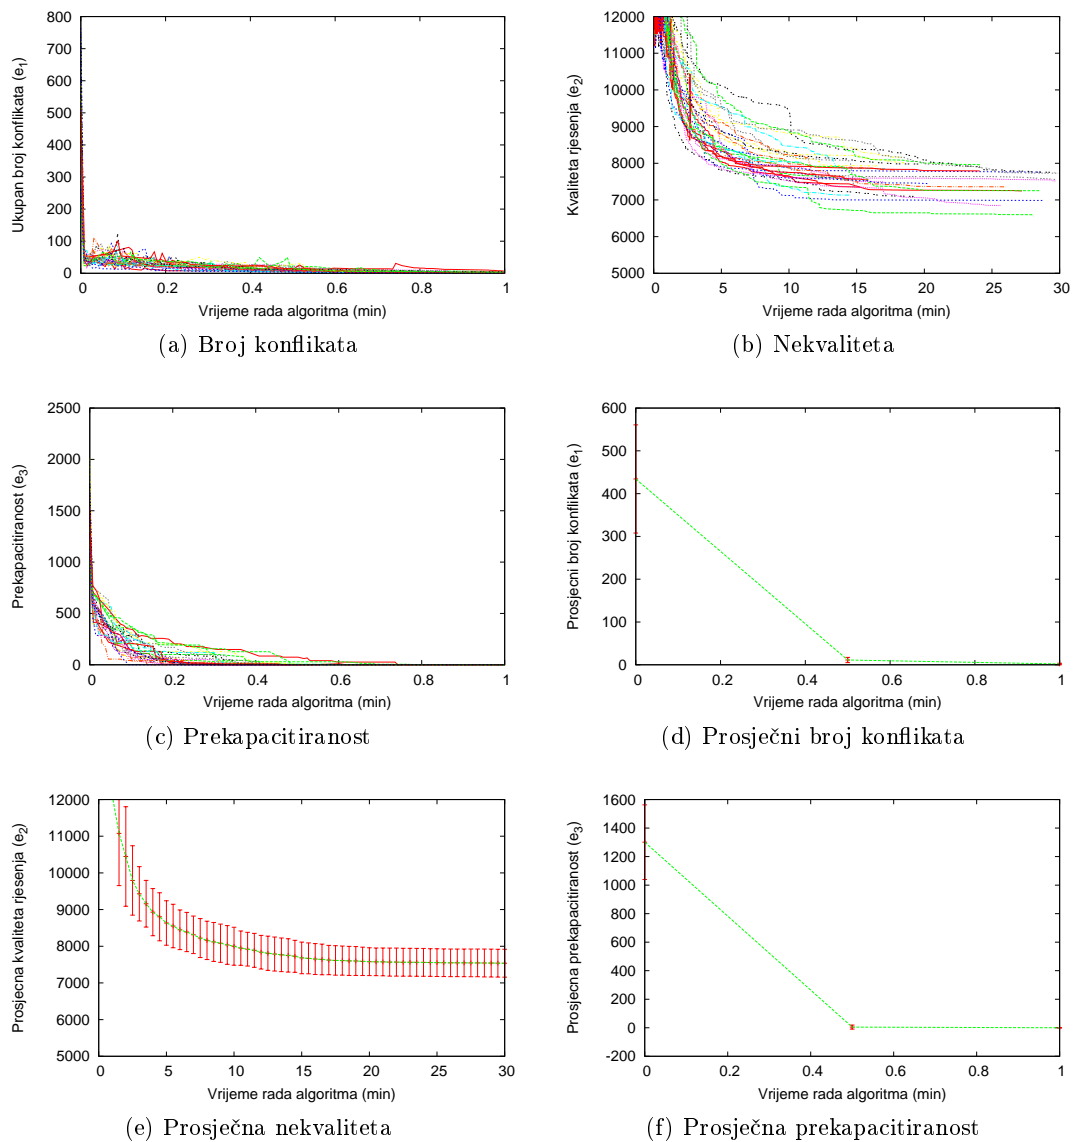 800
700
600
500
400
300
200
100
0
0 0.2 0.4 0.6 0.8 1
Ukupan broj konflikata (e1)
Vrijeme rada algoritma (min)
(a) Broj konflikata
12000
11000
10000
9000
8000
7000
6000
5000
0 5 10 15 20 25 30
Kvaliteta rjesenja (e2)
Vrijeme rada algoritma (min)
(b) Nekvaliteta
2500
2000
1500
1000
500
0
0 0.2 0.4 0.6 0.8 1
Prekapacitiranost (e3)
Vrijeme rada algoritma (min)
(c) Prekapacitiranost
600
500
400
300
200
100
0
0 0.2 0.4 0.6 0.8 1
Prosjecni broj konflikata (e1)
Vrijeme rada algoritma (min)
(d) Prosječni broj konflikata
12000
11000
10000
9000
8000
7000
6000
5000
0 5 10 15 20 25 30
Prosjecna kvaliteta rjesenja (e2)
Vrijeme rada algoritma (min)
(e) Prosječna nekvaliteta
1600
1400
1200
1000
800
600
400
200
0
-200
0 0.2 0.4 0.6 0.8 1
Prosjecna prekapacitiranost (e3)
Vrijeme rada algoritma (min)
(f) Prosječna prekapacitiranost